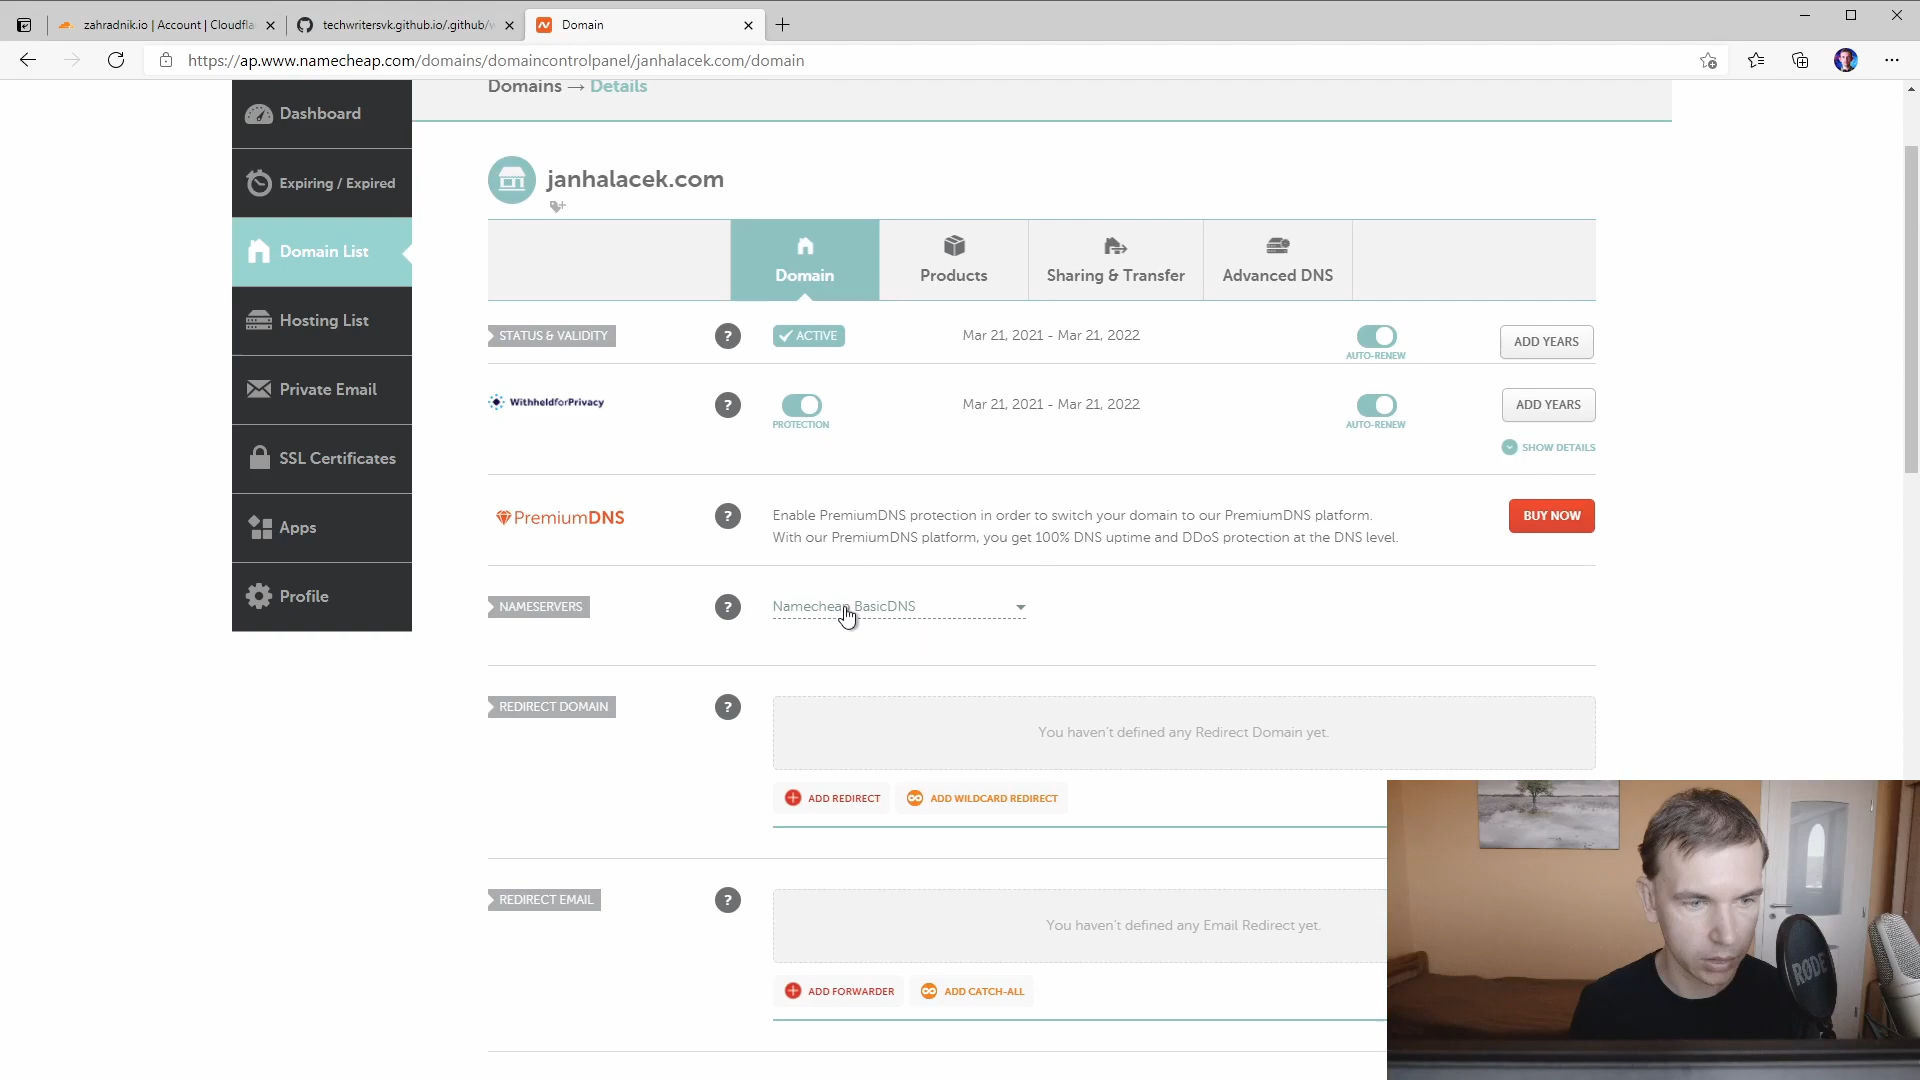 zahradnik.io | Account | Cloudfla
techwritersvk.github.io/.github/w
Domain
https://ap.www.namecheap.com/domains/domaincontrolpanel/janhalacek.com/domain
Domains → Details
Dashboard
Expiring / Expired
Domain List
Hosting List
Private Email
SSL Certificates
Apps
Profile
janhalacek.com
Domain
Products
Sharing & Transfer
Advanced DNS
STATUS & VALIDITY
?
ACTIVE
Mar 21, 2021 - Mar 21, 2022
AUTO-RENEW
ADD YEARS
WithheldforPrivacy
?
PROTECTION
Mar 21, 2021 - Mar 21, 2022
AUTO-RENEW
ADD YEARS
SHOW DETAILS
PremiumDNS
?
Enable PremiumDNS protection in order to switch your domain to our PremiumDNS platform.
With our PremiumDNS platform, you get 100% DNS uptime and DDoS protection at the DNS level.
BUY NOW
NAMESERVERS
?
Namecheap BasicDNS
REDIRECT DOMAIN
?
You haven't defined any Redirect Domain yet.
ADD REDIRECT
ADD WILDCARD REDIRECT
REDIRECT EMAIL
?
You haven't defined any Email Redirect yet.
ADD FORWARDER
ADD CATCH-ALL
RØDE